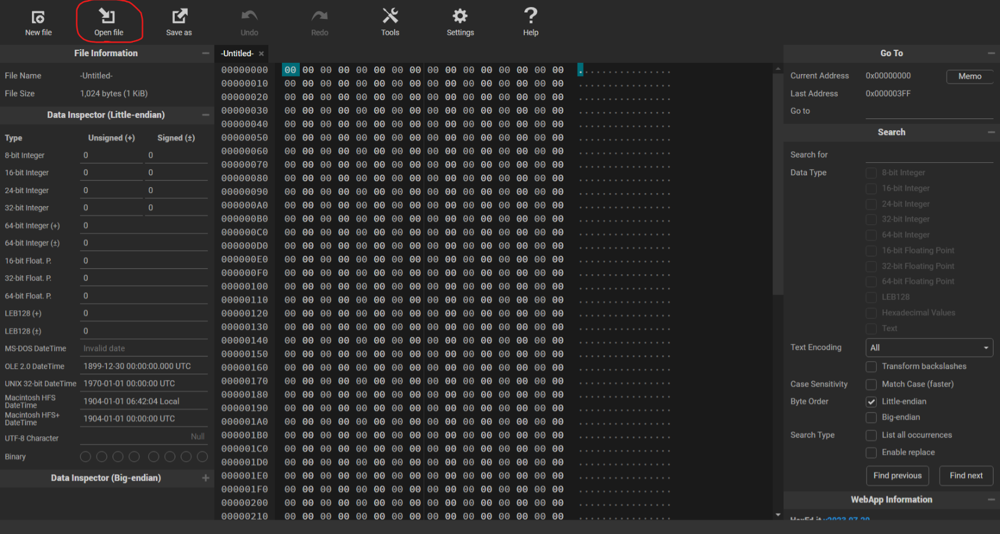 New file Open file Save as Undo Redo Tools Settings Help
File Information
File Name -Untitled-
File Size 1,024 bytes (1 KiB)
Data Inspector (Little-endian)
Type Unsigned (+) Signed (±)
8-bit Integer 0 0
16-bit Integer 0 0
24-bit Integer 0 0
32-bit Integer 0 0
64-bit Integer (+) 0
64-bit Integer (±) 0
16-bit Float. P. 0
32-bit Float. P. 0
64-bit Float. P. 0
LEB128 (+) 0
LEB128 (±) 0
MS-DOS DateTime Invalid date
OLE 2.0 DateTime 1899-12-30 00:00:00.000 UTC
UNIX 32-bit DateTime 1970-01-01 00:00:00 UTC
Macintosh HFS
DateTime 1904-01-01 06:42:04 Local
Macintosh HFS+
DateTime 1904-01-01 00:00:00 UTC
UTF-8 Character Null
Binary
Data Inspector (Big-endian)
-Untitled- ×
00000000 00 00 00 00 00 00 00 00 00 00 00 00 00 00 00 00 ................
00000010 00 00 00 00 00 00 00 00 00 00 00 00 00 00 00 00 ................
00000020 00 00 00 00 00 00 00 00 00 00 00 00 00 00 00 00 ................
00000030 00 00 00 00 00 00 00 00 00 00 00 00 00 00 00 00 ................
00000040 00 00 00 00 00 00 00 00 00 00 00 00 00 00 00 00 ................
00000050 00 00 00 00 00 00 00 00 00 00 00 00 00 00 00 00 ................
00000060 00 00 00 00 00 00 00 00 00 00 00 00 00 00 00 00 ................
00000070 00 00 00 00 00 00 00 00 00 00 00 00 00 00 00 00 ................
00000080 00 00 00 00 00 00 00 00 00 00 00 00 00 00 00 00 ................
00000090 00 00 00 00 00 00 00 00 00 00 00 00 00 00 00 00 ................
000000A0 00 00 00 00 00 00 00 00 00 00 00 00 00 00 00 00 ................
000000B0 00 00 00 00 00 00 00 00 00 00 00 00 00 00 00 00 ................
000000C0 00 00 00 00 00 00 00 00 00 00 00 00 00 00 00 00 ................
000000D0 00 00 00 00 00 00 00 00 00 00 00 00 00 00 00 00 ................
000000E0 00 00 00 00 00 00 00 00 00 00 00 00 00 00 00 00 ................
000000F0 00 00 00 00 00 00 00 00 00 00 00 00 00 00 00 00 ................
00000100 00 00 00 00 00 00 00 00 00 00 00 00 00 00 00 00 ................
00000110 00 00 00 00 00 00 00 00 00 00 00 00 00 00 00 00 ................
00000120 00 00 00 00 00 00 00 00 00 00 00 00 00 00 00 00 ................
00000130 00 00 00 00 00 00 00 00 00 00 00 00 00 00 00 00 ................
00000140 00 00 00 00 00 00 00 00 00 00 00 00 00 00 00 00 ................
00000150 00 00 00 00 00 00 00 00 00 00 00 00 00 00 00 00 ................
00000160 00 00 00 00 00 00 00 00 00 00 00 00 00 00 00 00 ................
00000170 00 00 00 00 00 00 00 00 00 00 00 00 00 00 00 00 ................
00000180 00 00 00 00 00 00 00 00 00 00 00 00 00 00 00 00 ................
00000190 00 00 00 00 00 00 00 00 00 00 00 00 00 00 00 00 ................
000001A0 00 00 00 00 00 00 00 00 00 00 00 00 00 00 00 00 ................
000001B0 00 00 00 00 00 00 00 00 00 00 00 00 00 00 00 00 ................
000001C0 00 00 00 00 00 00 00 00 00 00 00 00 00 00 00 00 ................
000001D0 00 00 00 00 00 00 00 00 00 00 00 00 00 00 00 00 ................
000001E0 00 00 00 00 00 00 00 00 00 00 00 00 00 00 00 00 ................
000001F0 00 00 00 00 00 00 00 00 00 00 00 00 00 00 00 00 ................
00000200 00 00 00 00 00 00 00 00 00 00 00 00 00 00 00 00 ................
00000210 00 00 00 00 00 00 00 00 00 00 00 00 00 00 00 00 ................
Go To
Current Address 0x00000000 Memo
Last Address 0x000003FF
Go to
Search
Search for
Data Type 8-bit Integer
16-bit Integer
24-bit Integer
32-bit Integer
64-bit Integer
16-bit Floating Point
32-bit Floating Point
64-bit Floating Point
LEB128
Hexadecimal Values
Text
Text Encoding All
Transform backslashes
Case Sensitivity Match Case (faster)
Byte Order Little-endian
Big-endian
Search Type List all occurrences
Enable replace
Find previous Find next
WebApp Information
HexEd.it v2023-07-20